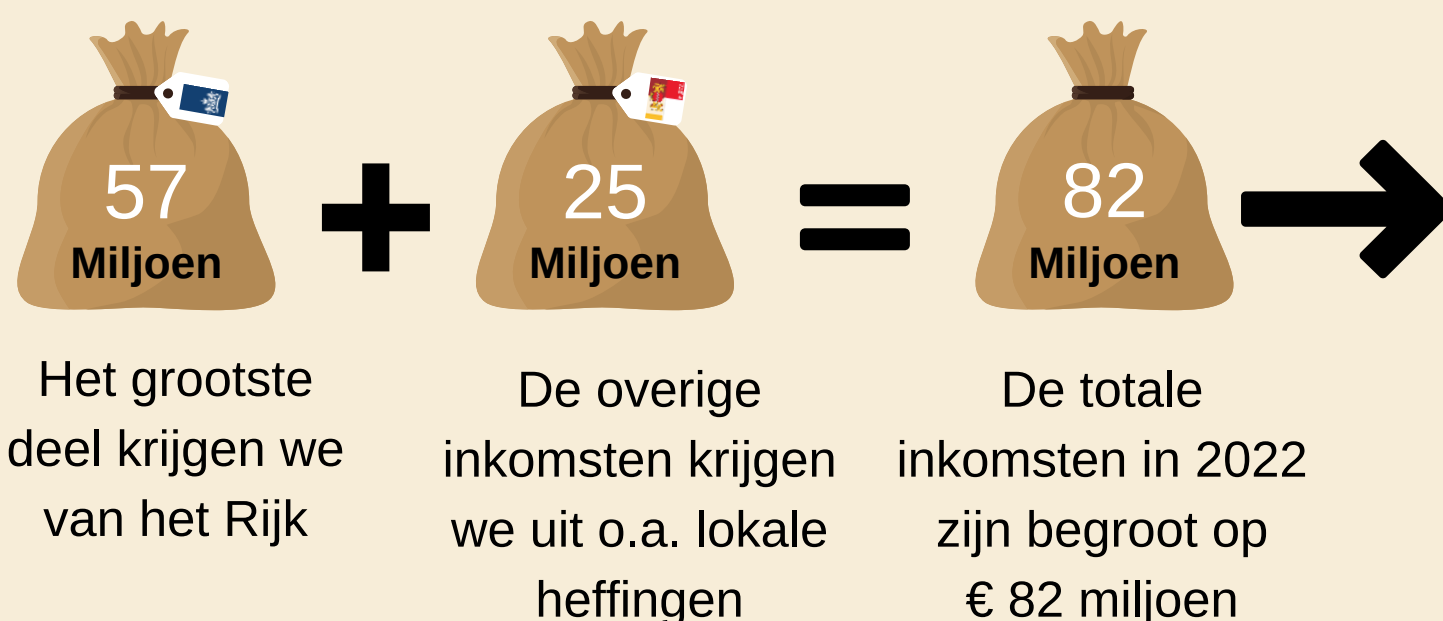 57
Miljoen
+
25
Miljoen
=
82
Miljoen
Het grootste
deel krijgen we
van het Rijk
De overige
inkomsten krijgen
we uit o.a. lokale
heffingen
De totale
inkomsten in 2022
zijn begroot op
€ 82 miljoen